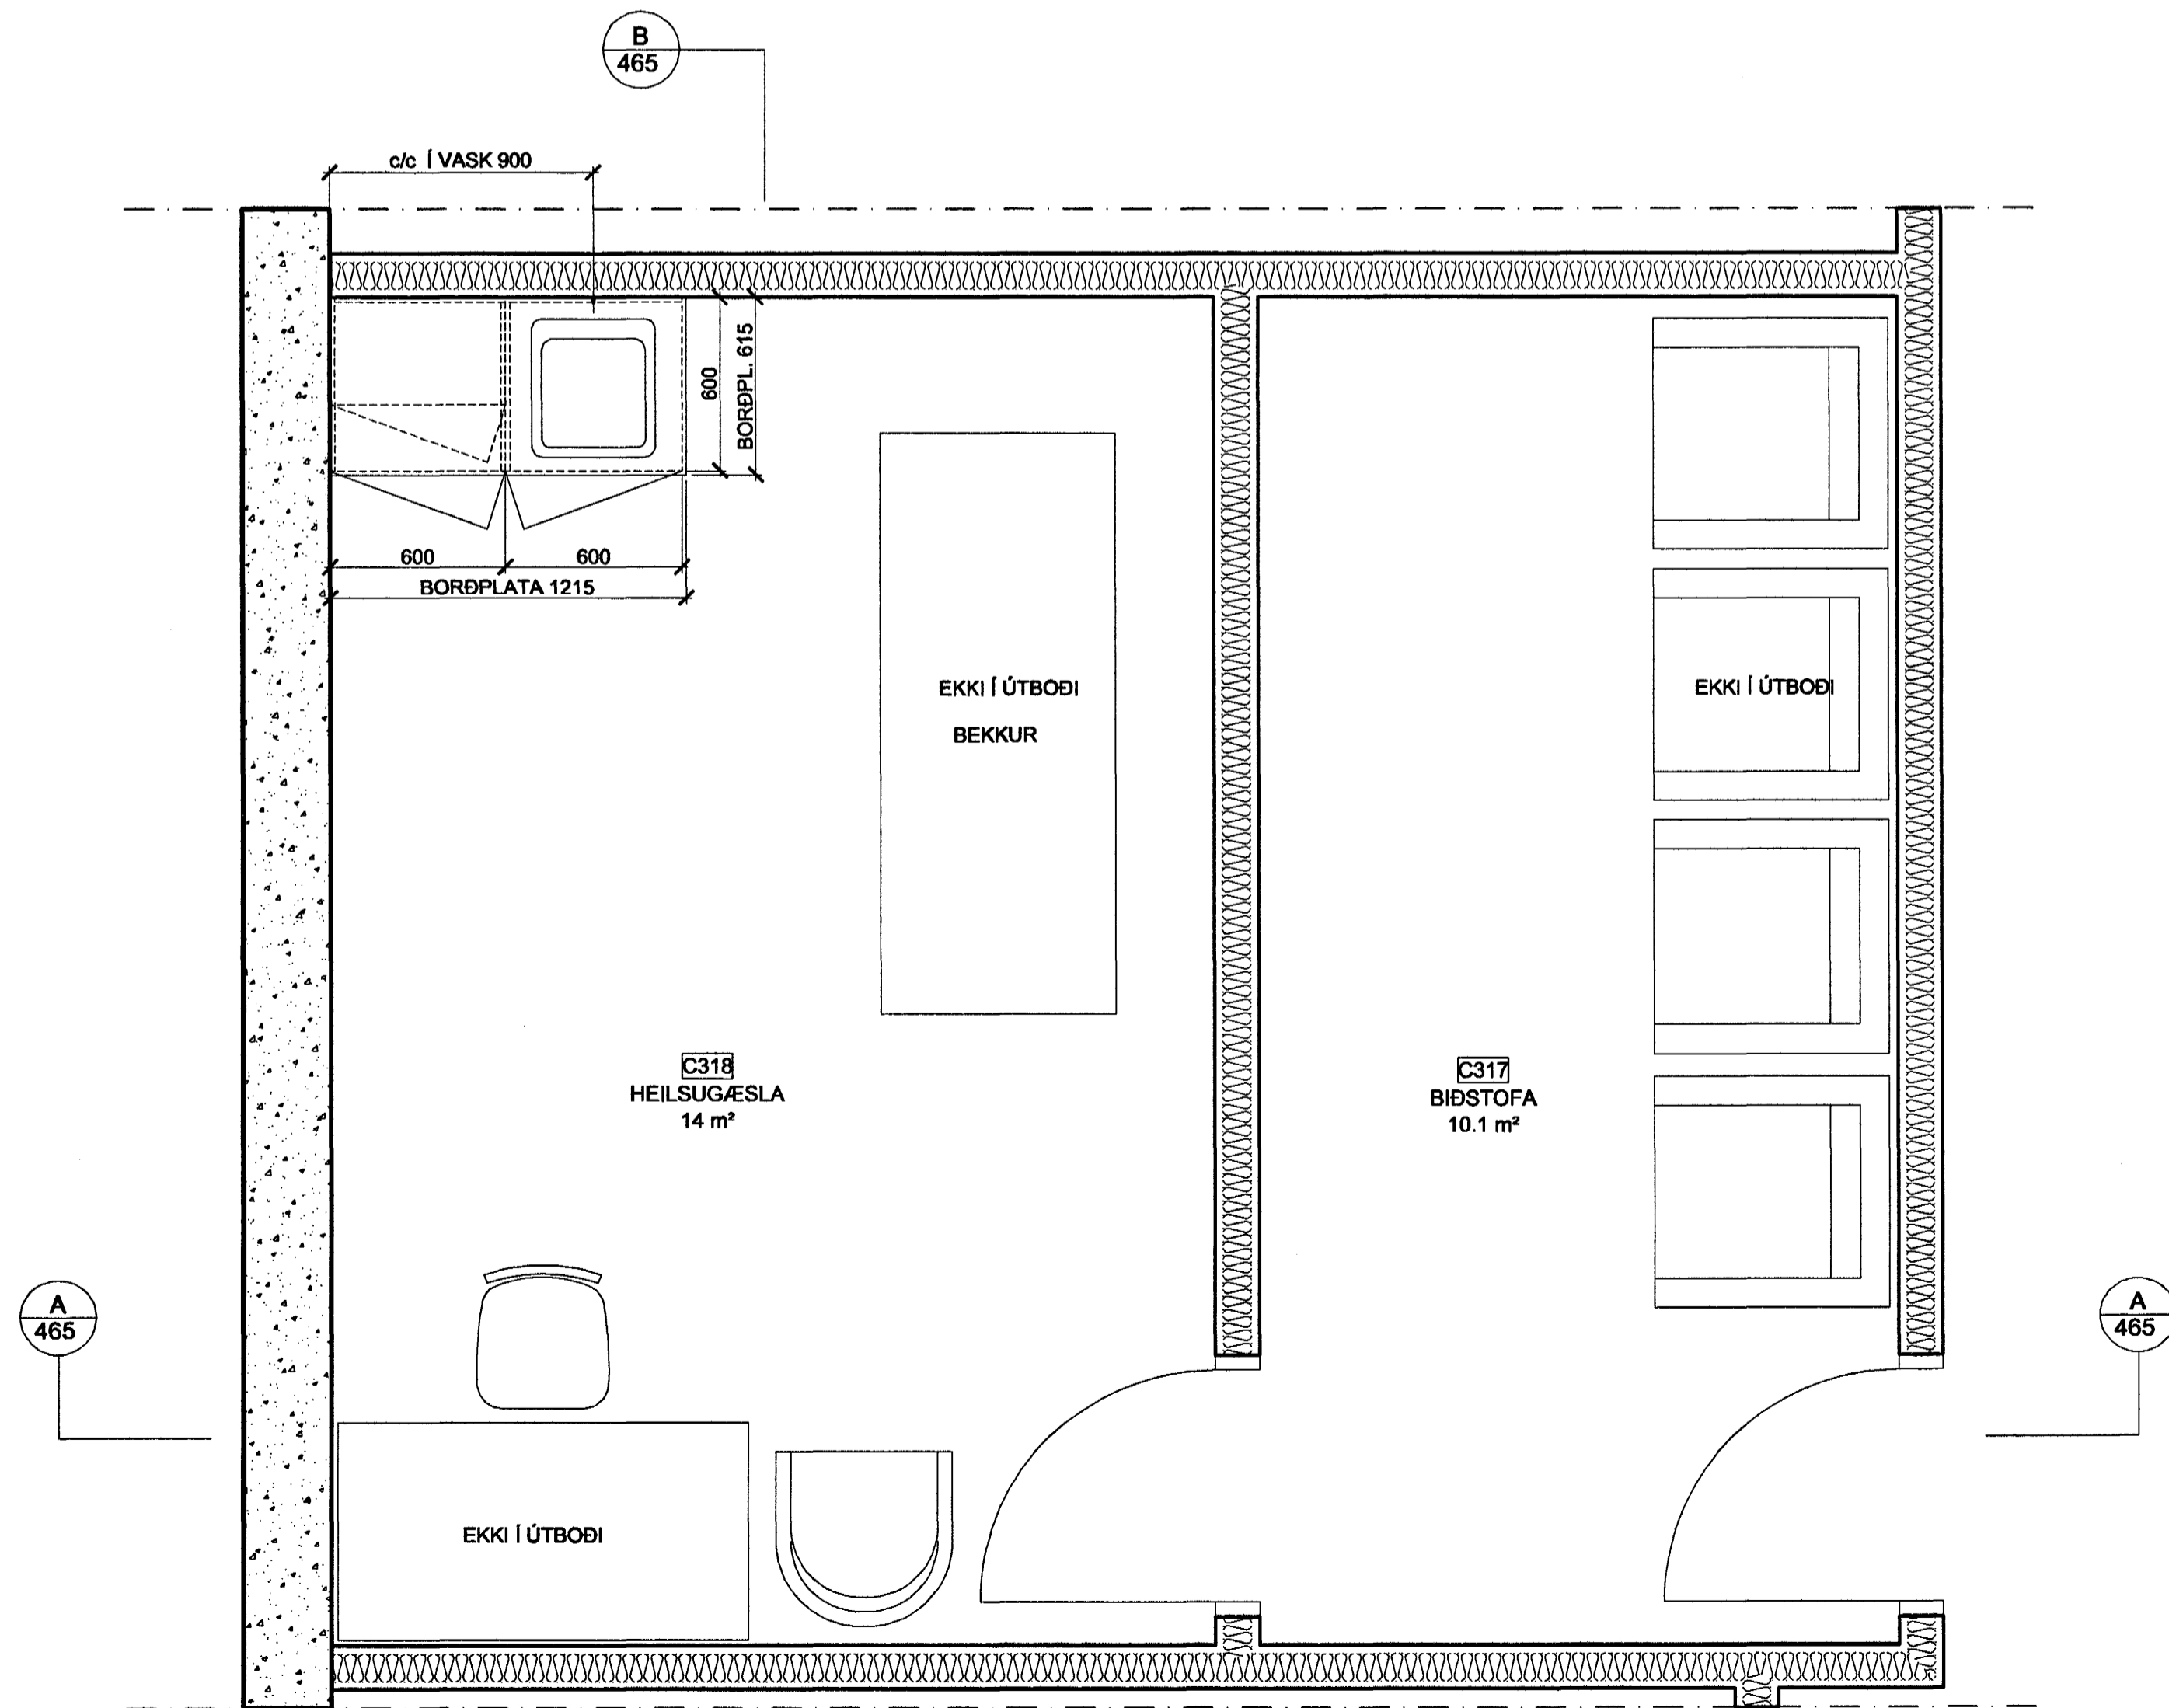 B
465
c/c Í VASK 900
600
BORÐPL. 615
600
600
BORÐPLATA 1215
EKKI Í ÚTBOÐI
BEKKUR
EKKI Í ÚTBOÐI
C318
HEILSUGÆSLA
14 m²
C317
BIÐSTOFA
10.1 m²
A
465
A
465
EKKI Í ÚTBOÐI